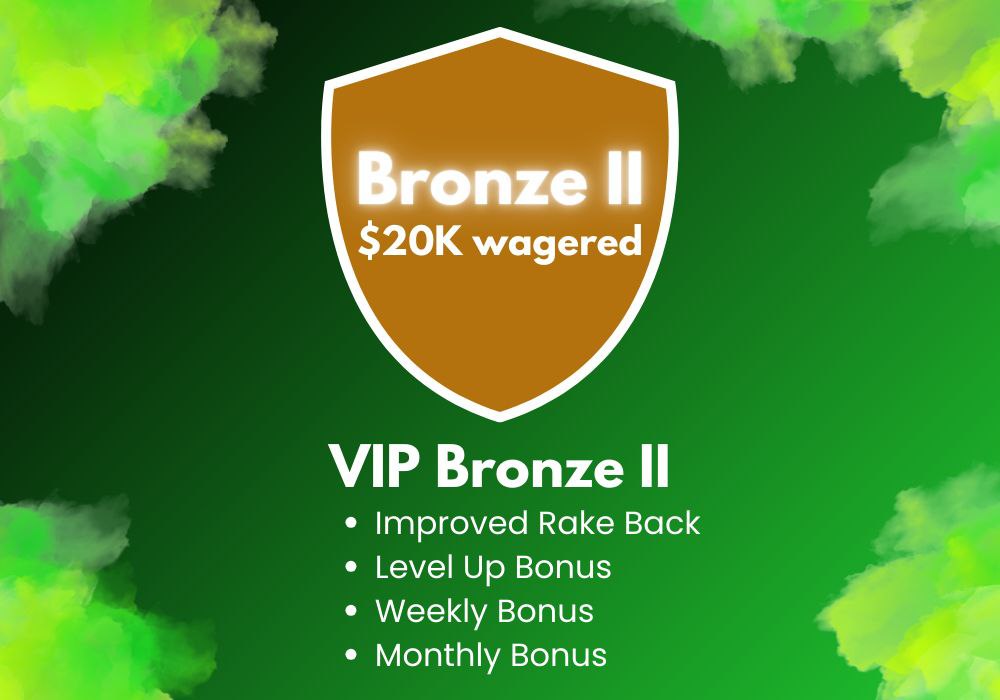 Bronze II
$20K wagered
VIP Bronze II
• Improved Rake Back
• Level Up Bonus
• Weekly Bonus
• Monthly Bonus